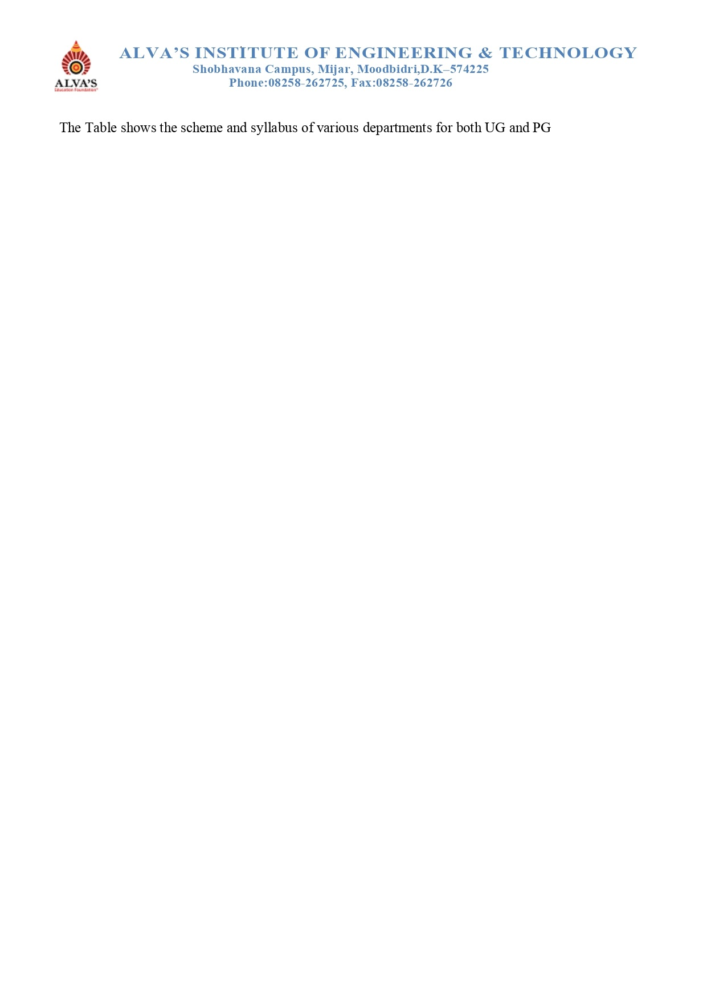 ALVA'S INSTITUTE OF ENGINEERING & TECHNOLOGY
Shobhavana Campus, Mijar, Moodbidri,D.K–574225
Phone:08258-262725, Fax:08258-262726
ALVA'S
Education Foundation®
The Table shows the scheme and syllabus of various departments for both UG and PG